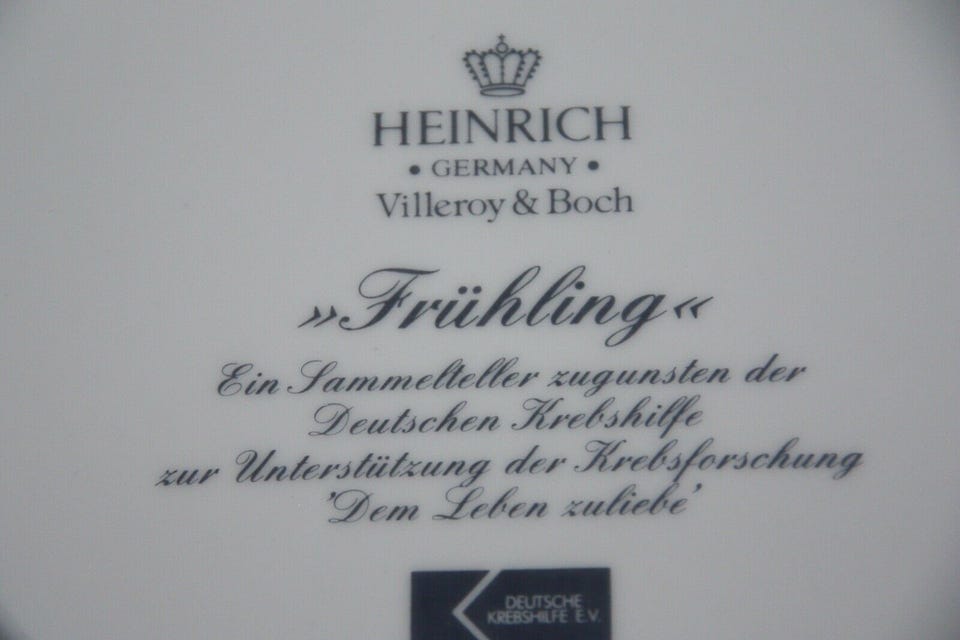 HEINRICH
• GERMANY •
Villeroy & Boch
»Frühling«
Ein Sammelteller zugunsten der
Deutschen Krebshilfe
zur Unterstützung der Krebsforschung
'Dem Leben zuliebe'
DEUTSCHE
KREBSHILFE E.V.